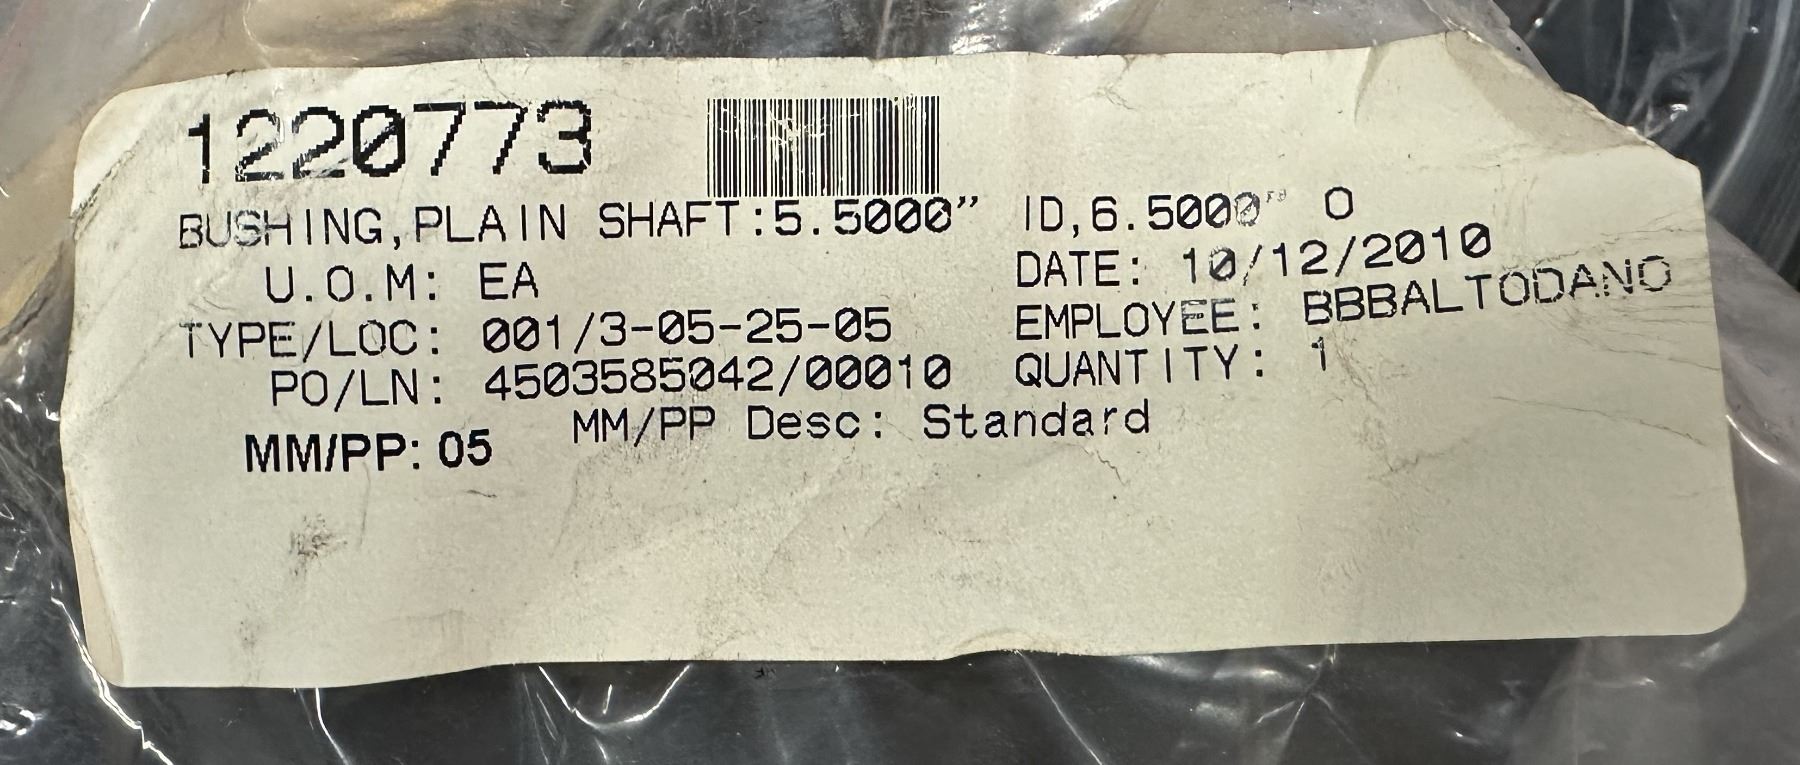 1220773
BUSHING,PLAIN SHAFT:5.5000" ID,6.5000" O
U.O.M: EA DATE: 10/12/2010
TYPE/LOC: 001/3-05-25-05 EMPLOYEE: BBBALTODANO
PO/LN: 4503585042/00010 QUANTITY: 1
MM/PP: 05 MM/PP Desc: Standard